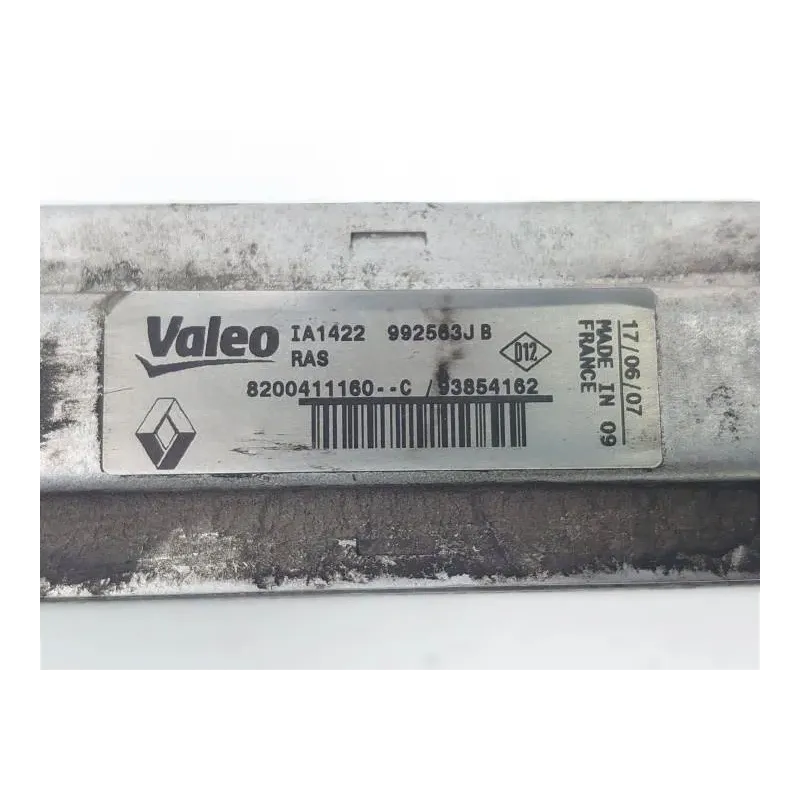 Valeo IA1422 992563J B
RAS
D12
8200411160--C /93854162
17/06/07
MADE IN 09
FRANCE